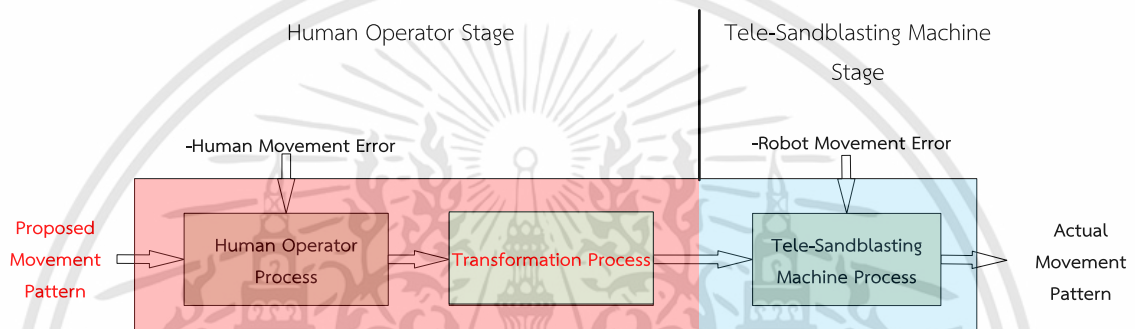 Human Operator Stage
Tele-Sandblasting Machine
Stage
-Human Movement Error
-Robot Movement Error
Proposed
Movement
Pattern
Human Operator
Process
Transformation Process
Tele-Sandblasting
Machine Process
Actual
Movement
Pattern